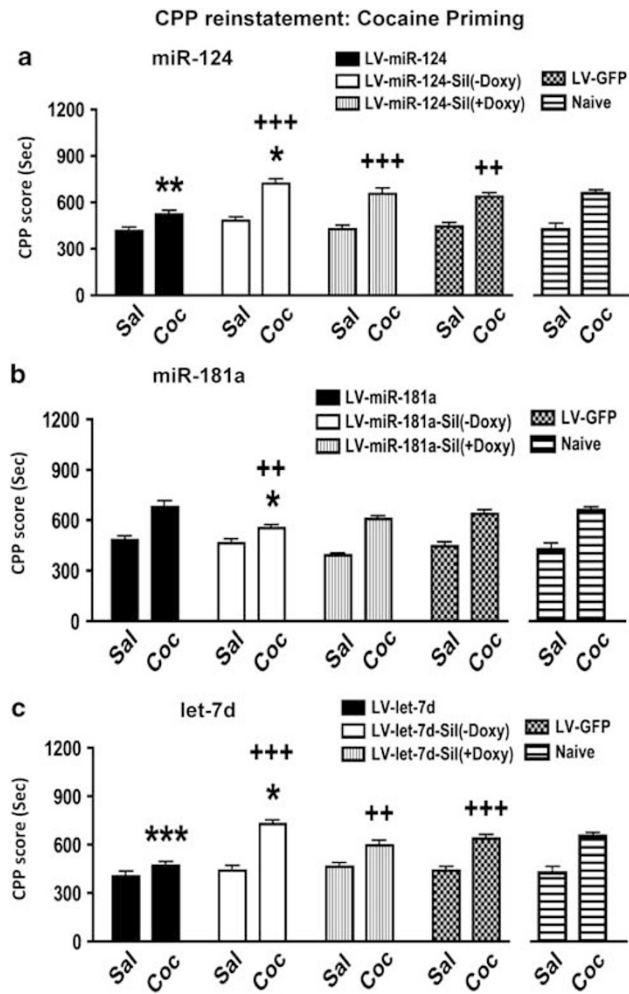 CPP reinstatement: Cocaine Priming
a
miR-124
LV-miR-124
LV-miR-124-Sil(-Doxy)
LV-miR-124-Sil(+Doxy)
LV-GFP
Naive
CPP score (Sec)
1200
900
600
300
0
**
+++
*
+++
++
Sal Coc Sal Coc Sal Coc Sal Coc Sal Coc
b
miR-181a
LV-miR-181a
LV-miR-181a-Sil(-Doxy)
LV-miR-181a-Sil(+Doxy)
LV-GFP
Naive
CPP score (Sec)
1200
900
600
300
0
++
*
Sal Coc Sal Coc Sal Coc Sal Coc Sal Coc
c
let-7d
LV-let-7d
LV-let-7d-Sil(-Doxy)
LV-let-7d-Sil(+Doxy)
LV-GFP
Naive
CPP score (Sec)
1200
900
600
300
0
***
+++
*
++
+++
Sal Coc Sal Coc Sal Coc Sal Coc Sal Coc